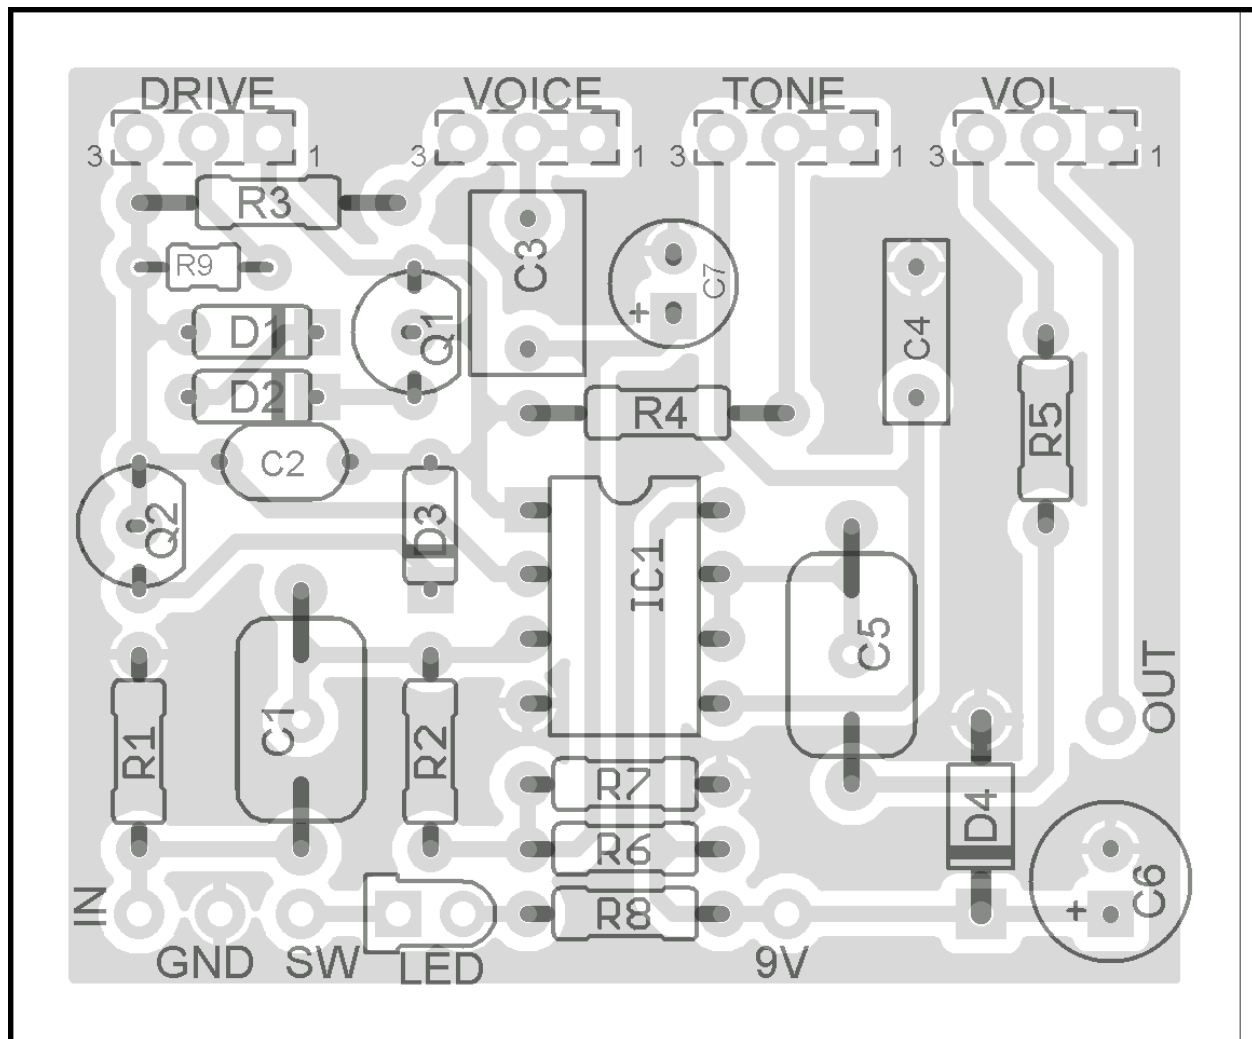 DRIVE VOICE TONE VOL
3 1 3 1 3 1 3 1
R3
R9
C3
C7
+
D1
Q1
C4
D2
R4
R5
C2
Q2
D3
IC1
C5
R1
C1
R2
OUT
R7
D4
R6
C6
IN
R8
+
GND SW LED 9V